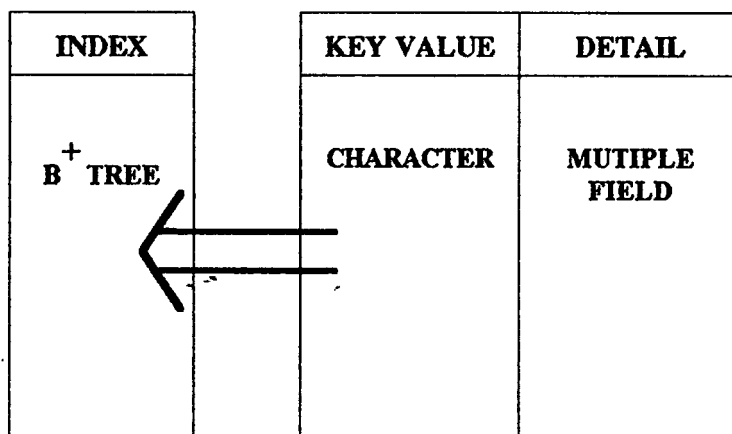 INDEX
KEY VALUE
DETAIL
B+ TREE
CHARACTER
MUTIPLE
FIELD